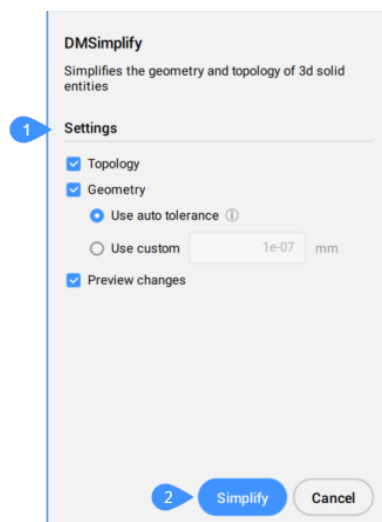 DMSimplify
Simplifies the geometry and topology of 3d solid
entities
1
Settings
Topology
Geometry
Use auto tolerance
Use custom 1e-07 mm
Preview changes
2 Simplify Cancel